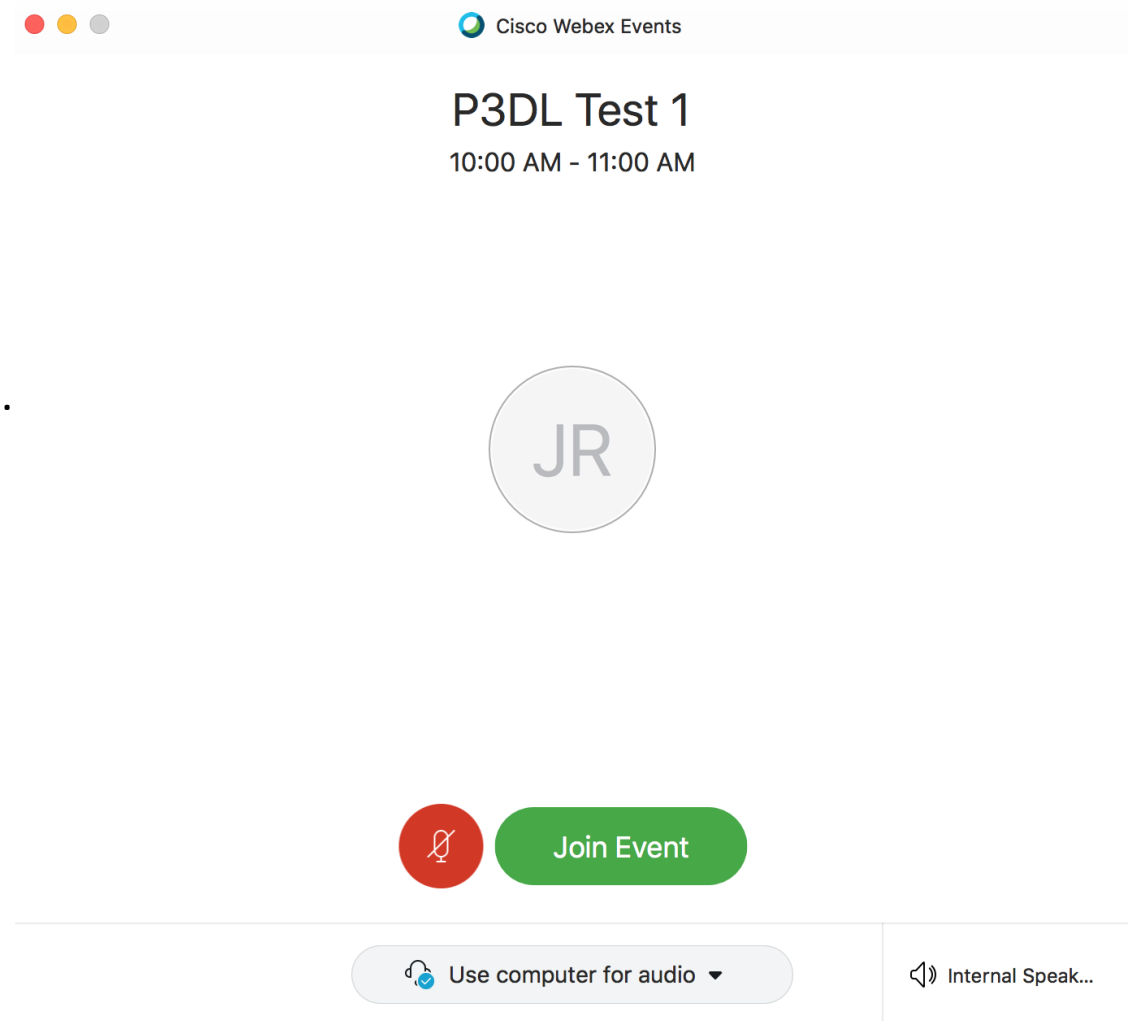 Cisco Webex Events
P3DL Test 1
10:00 AM - 11:00 AM
JR
Join Event
Use computer for audio
Internal Speak...